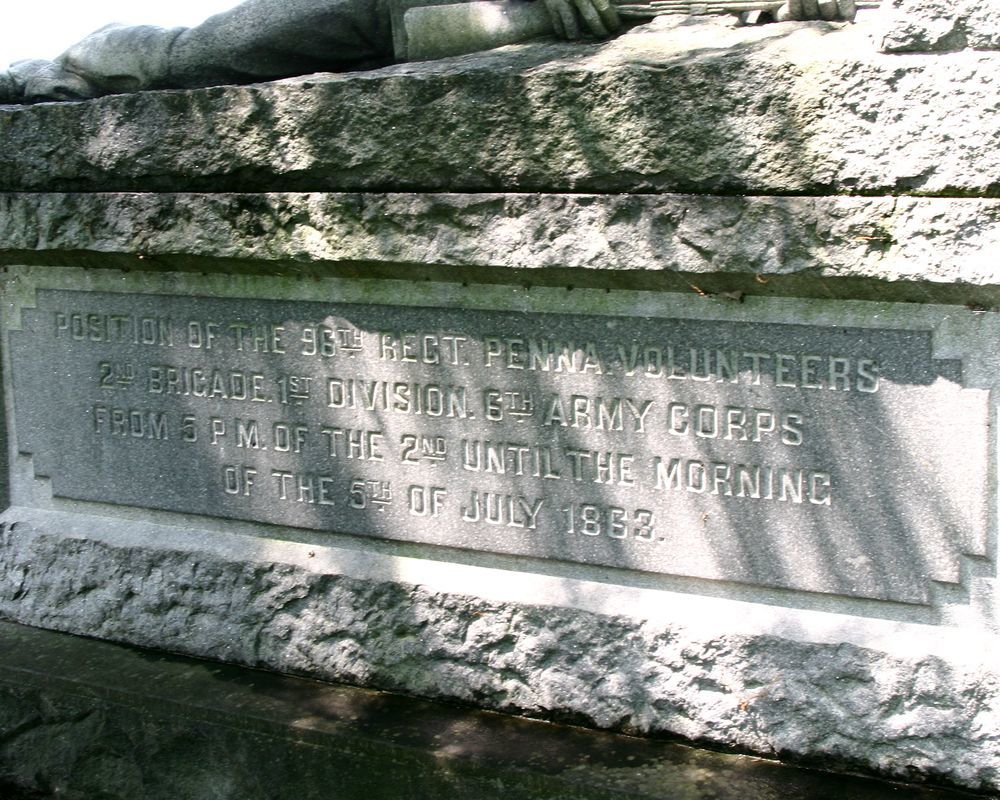 POSITION OF THE 96TH REGT. PENNA. VOLUNTEERS
2ND BRIGADE. 1ST DIVISION. 6TH ARMY CORPS
FROM 5 P.M. OF THE 2ND UNTIL THE MORNING
OF THE 5TH OF JULY 1863.